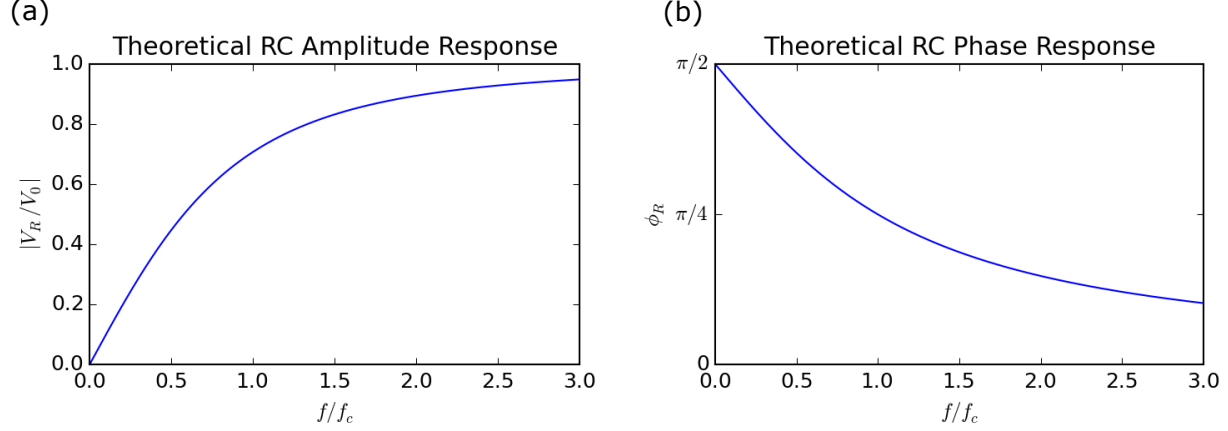 (a)
Theoretical RC Amplitude Response
1.0
0.8
0.6
0.4
0.2
0.0
|V_R/V_0|
0.0 0.5 1.0 1.5 2.0 2.5 3.0
f/f_c
(b)
Theoretical RC Phase Response
π/2
π/4
0
ϕ_R
0.0 0.5 1.0 1.5 2.0 2.5 3.0
f/f_c